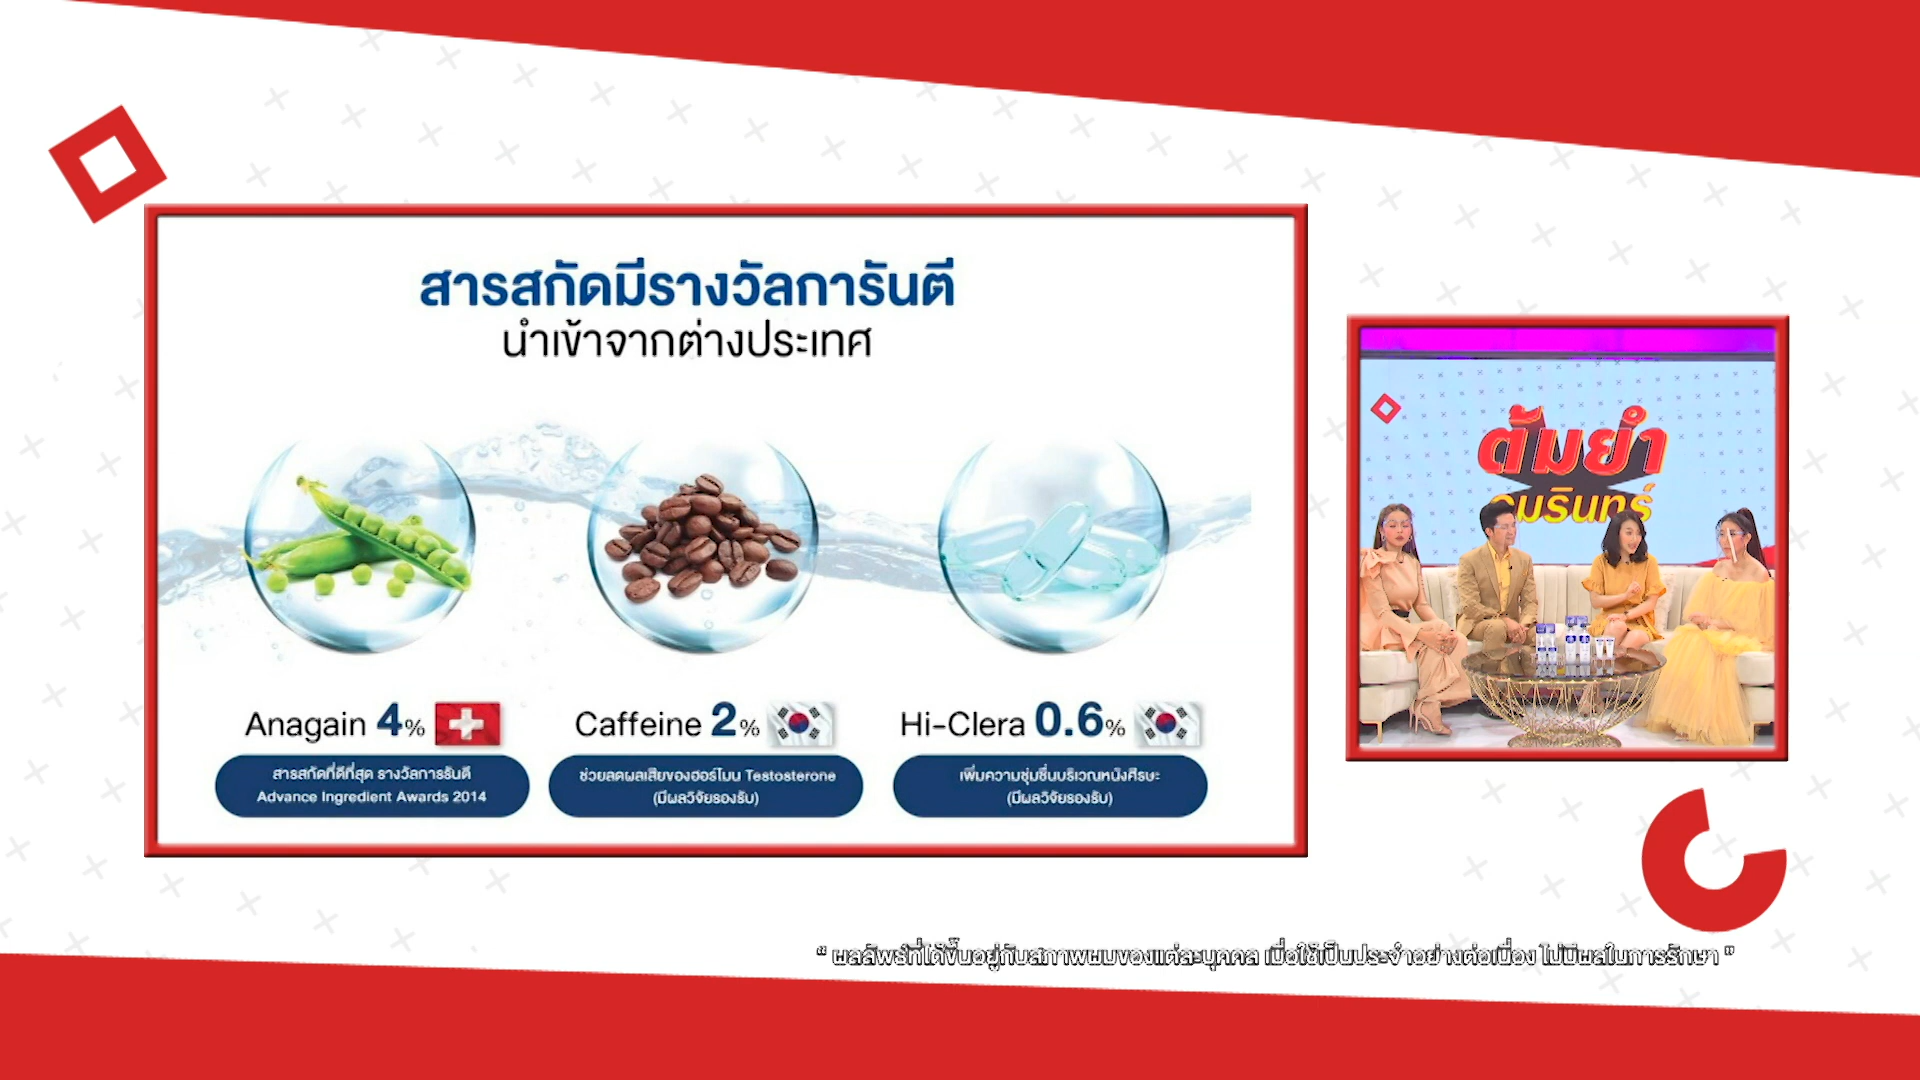 สารสกัดมีรางวัลการันตี
นำเข้าจากต่างประเทศ
Anagain 4%
สารสกัดที่ดีที่สุด รางวัลการรันตี
Advance Ingredient Awards 2014
Caffeine 2%
ช่วยลดผลเสียของฮอร์โมน Testosterone
(มีผลวิจัยรองรับ)
Hi-Clera 0.6%
เพิ่มความชุ่มชื่นบริเวณหนังศีรษะ
(มีผลวิจัยรองรับ)
ต้มยำ
อมรินทร์
“ ผลลัพธ์ที่ได้ขึ้นอยู่กับสภาพผมของแต่ละบุคคล เมื่อใช้เป็นประจำอย่างต่อเนื่อง ไม่มีผลในการรักษา ”